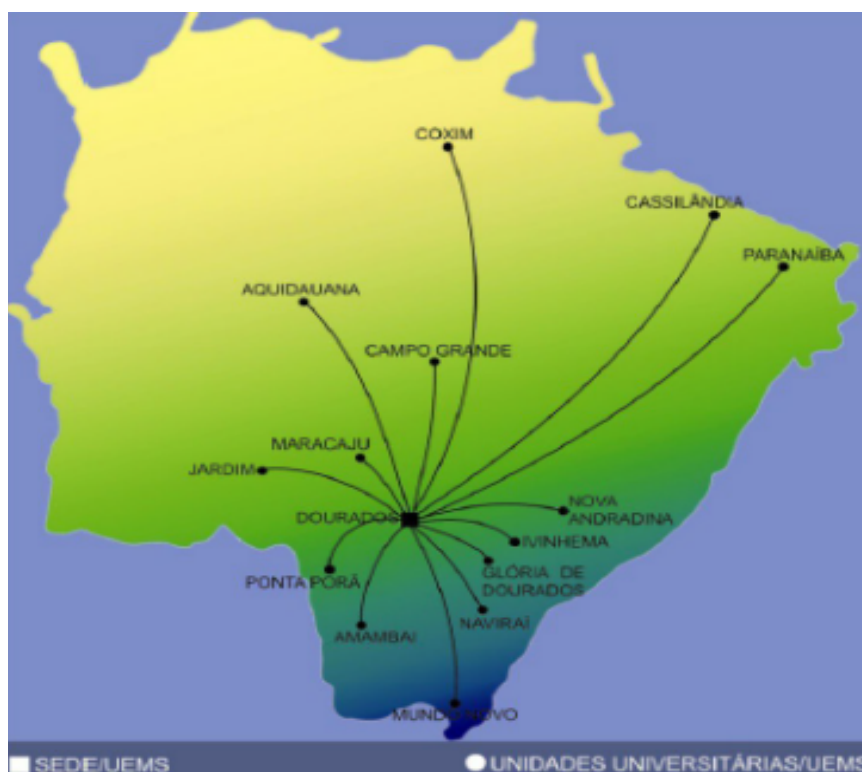 COXIM
CASSILÂNDIA
PARANAÍBA
AQUIDAUANA
CAMPO GRANDE
MARACAJU
JARDIM
DOURADOS
NOVA
ANDRADINA
IVINHEMA
GLÓRIA DE
DOURADOS
PONTA PORÃ
NAVIRAÍ
AMAMBAI
MUNDO NOVO
SEDE/UEMS
UNIDADES UNIVERSITÁRIAS/UEMS